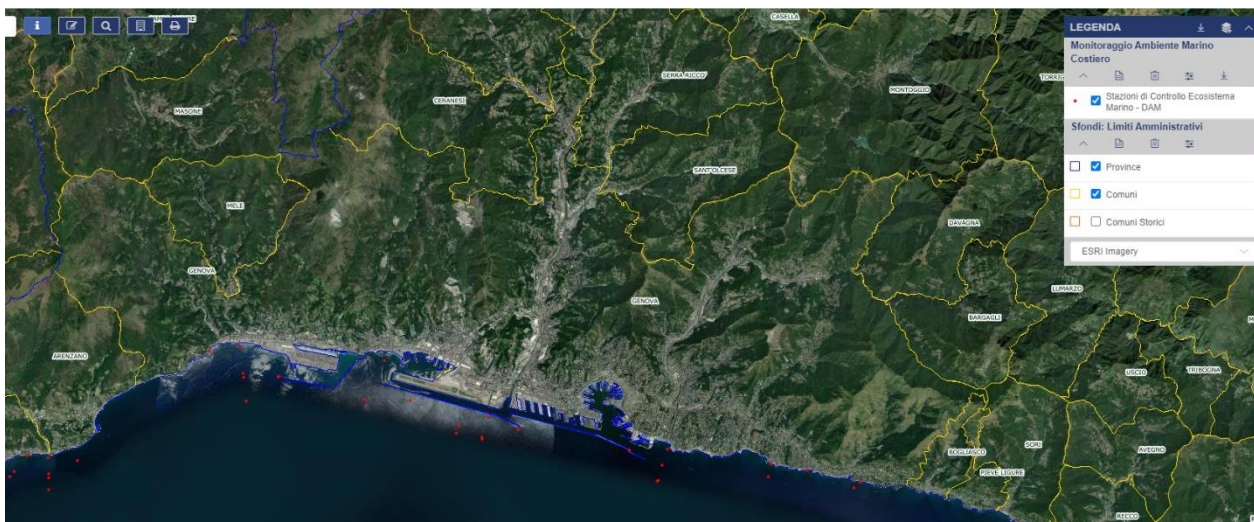 CASELLA
SERRA RICCO'
MONTOGGIO
MASONE
CERANESI
SANT'OLCESE
MELE
DAVAGNA
GENOVA
GENOVA
LUMARZO
BARGAGLI
ARENZANO
USCIO
TRIBOGNA
SORI
BOGLIASCO
AVEGNO
PIEVE LIGURE
RECCO
LEGENDA
Monitoraggio Ambiente Marino
Costiero
Stazioni di Controllo Ecosistema
Marino - DAM
Sfondi: Limiti Amministrativi
Province
Comuni
Comuni Storici
ESRI Imagery